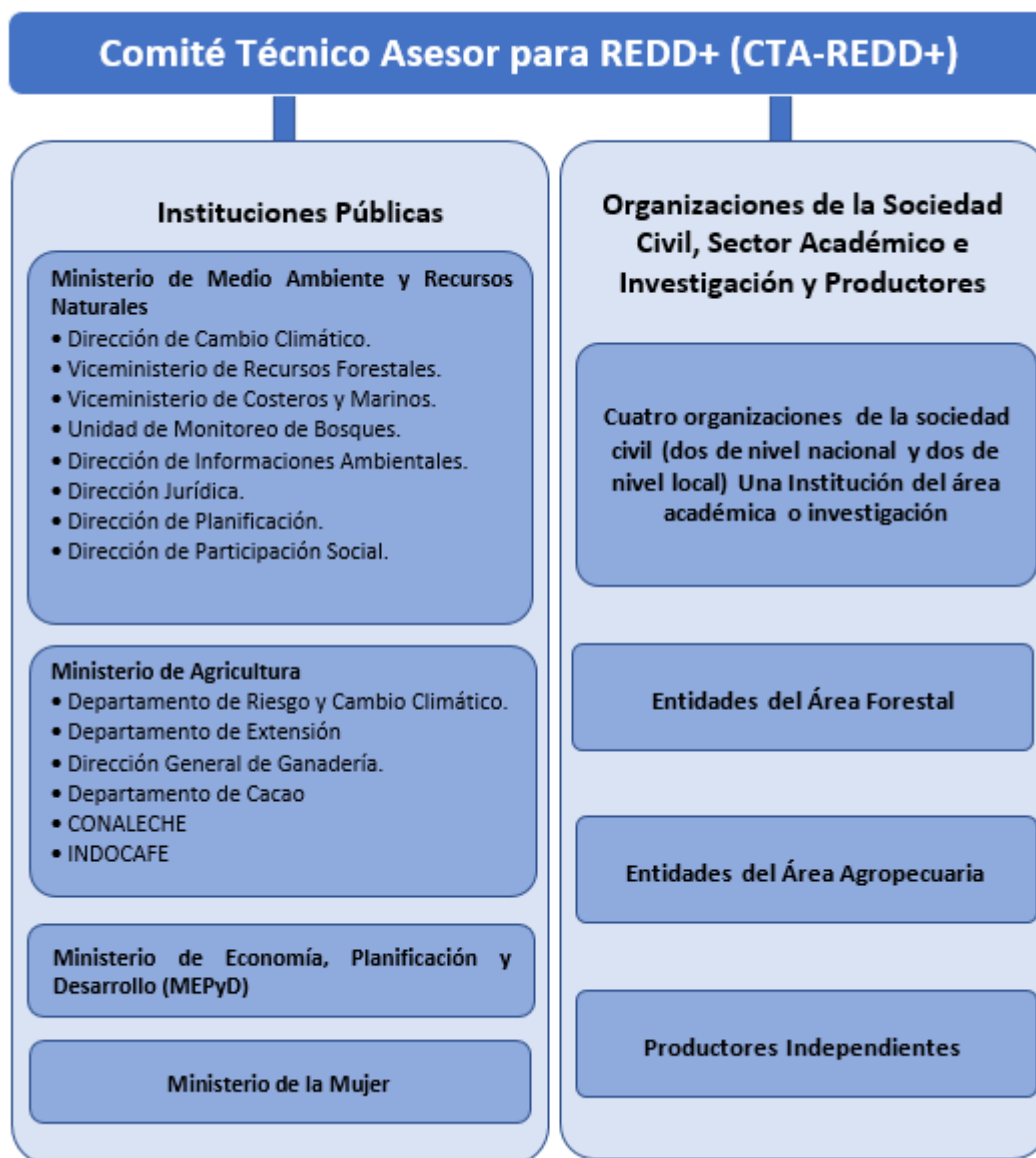 Comité Técnico Asesor para REDD+ (CTA-REDD+)
Instituciones Públicas
Ministerio de Medio Ambiente y Recursos
Naturales
• Dirección de Cambio Climático.
• Viceministerio de Recursos Forestales.
• Viceministerio de Costeros y Marinos.
• Unidad de Monitoreo de Bosques.
• Dirección de Informaciones Ambientales.
• Dirección Jurídica.
• Dirección de Planificación.
• Dirección de Participación Social.
Ministerio de Agricultura
• Departamento de Riesgo y Cambio Climático.
• Departamento de Extensión
• Dirección General de Ganadería.
• Departamento de Cacao
• CONALECHE
• INDOCAFE
Ministerio de Economía, Planificación y
Desarrollo (MEPyD)
Ministerio de la Mujer
Organizaciones de la Sociedad
Civil, Sector Académico e
Investigación y Productores
Cuatro organizaciones de la sociedad
civil (dos de nivel nacional y dos de
nivel local) Una Institución del área
académica o investigación
Entidades del Área Forestal
Entidades del Área Agropecuaria
Productores Independientes